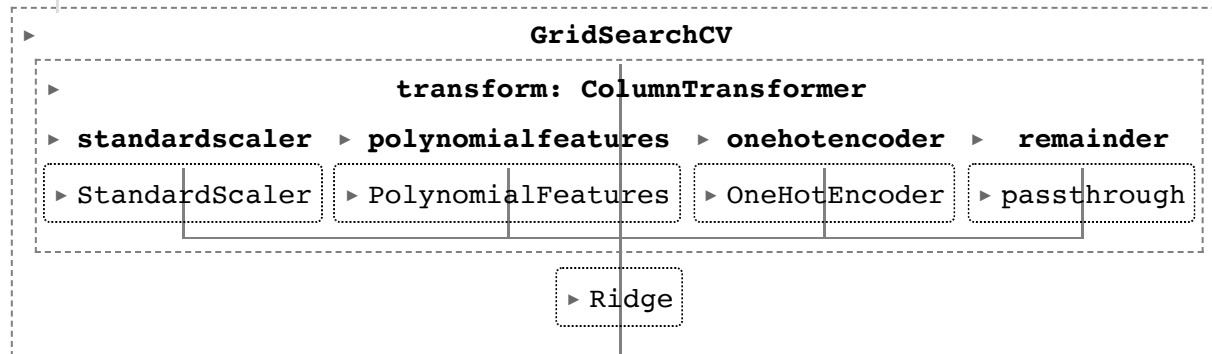 GridSearchCV
transform: ColumnTransformer
standardscaler polynomialfeatures onehotencoder remainder
StandardScaler PolynomialFeatures OneHotEncoder passthrough
Ridge